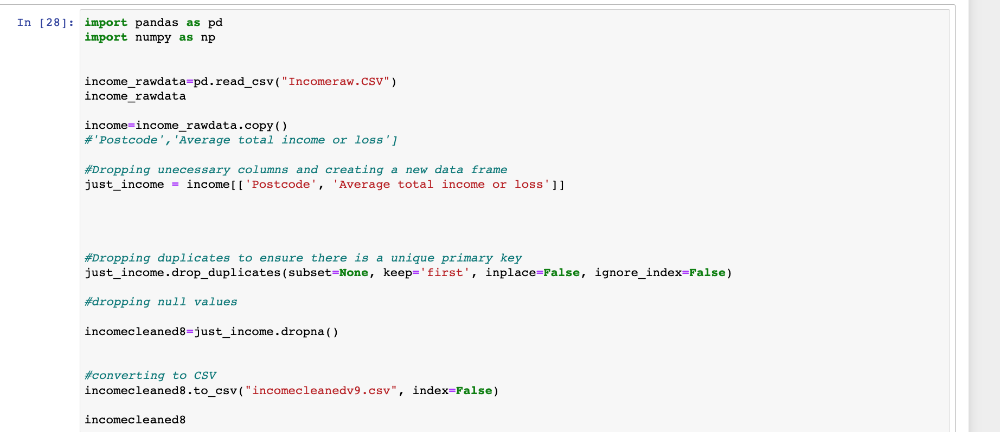 In [28]:
import pandas as pd
import numpy as np
income_rawdata=pd.read_csv("Incomeraw.CSV")
income_rawdata
income=income_rawdata.copy()
#'Postcode','Average total income or loss']
#Dropping unecessary columns and creating a new data frame
just_income = income[['Postcode', 'Average total income or loss']]
#Dropping duplicates to ensure there is a unique primary key
just_income.drop_duplicates(subset=None, keep='first', inplace=False, ignore_index=False)
#dropping null values
incomecleaned8=just_income.dropna()
#converting to CSV
incomecleaned8.to_csv("incomecleanedv9.csv", index=False)
incomecleaned8